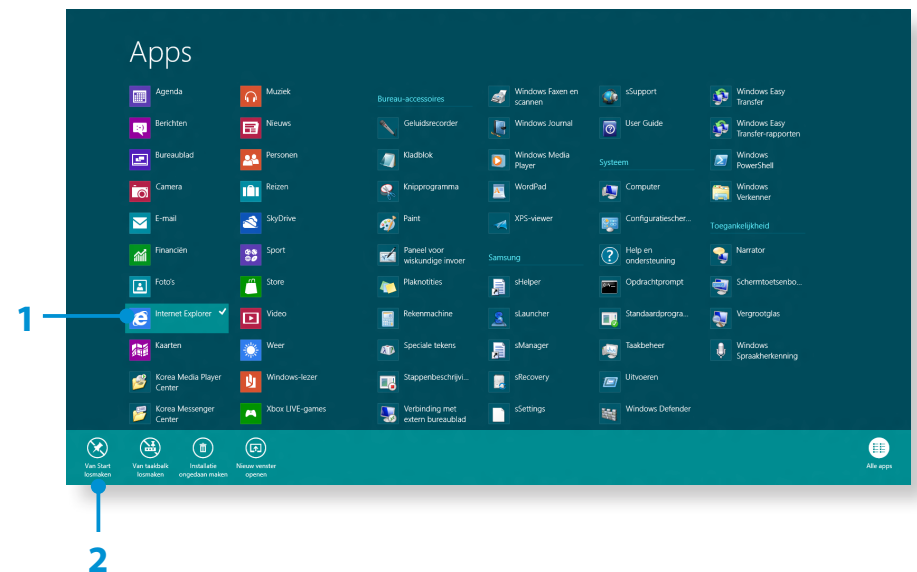 Apps
Agenda
Berichten
Bureaublad
Camera
E-mail
Financiën
Foto's
Internet Explorer
Kaarten
Korea Media Player
Center
Korea Messenger
Center
Muziek
Nieuws
Personen
Reizen
SkyDrive
Sport
Store
Video
Weer
Windows-lezer
Xbox LIVE-games
Bureau-accessoires
Geluidsrecorder
Kladblok
Knipprogramma
Paint
Paneel voor
wiskundige invoer
Plaknotities
Rekenmachine
Speciale tekens
Stappenbeschrijvi...
Verbinding met
extern bureaublad
Windows Faxen en
scannen
Windows Journal
Windows Media
Player
WordPad
XPS-viewer
Samsung
sHelper
sLauncher
sManager
sRecovery
sSettings
sSupport
User Guide
Systeem
Computer
Configuratiescher...
Help en
ondersteuning
Opdrachtprompt
Standaardprogra...
Taakbeheer
Uitvoeren
Windows Defender
Windows Easy
Transfer
Windows Easy
Transfer-rapporten
Windows
PowerShell
Windows
Verkenner
Toegankelijkheid
Narrator
Schermtoetsenbo...
Vergrootglas
Windows
Spraakherkenning
1
Van Start
losmaken
Van taakbalk
losmaken
Installatie
ongedaan maken
Nieuw venster
openen
Alle apps
2